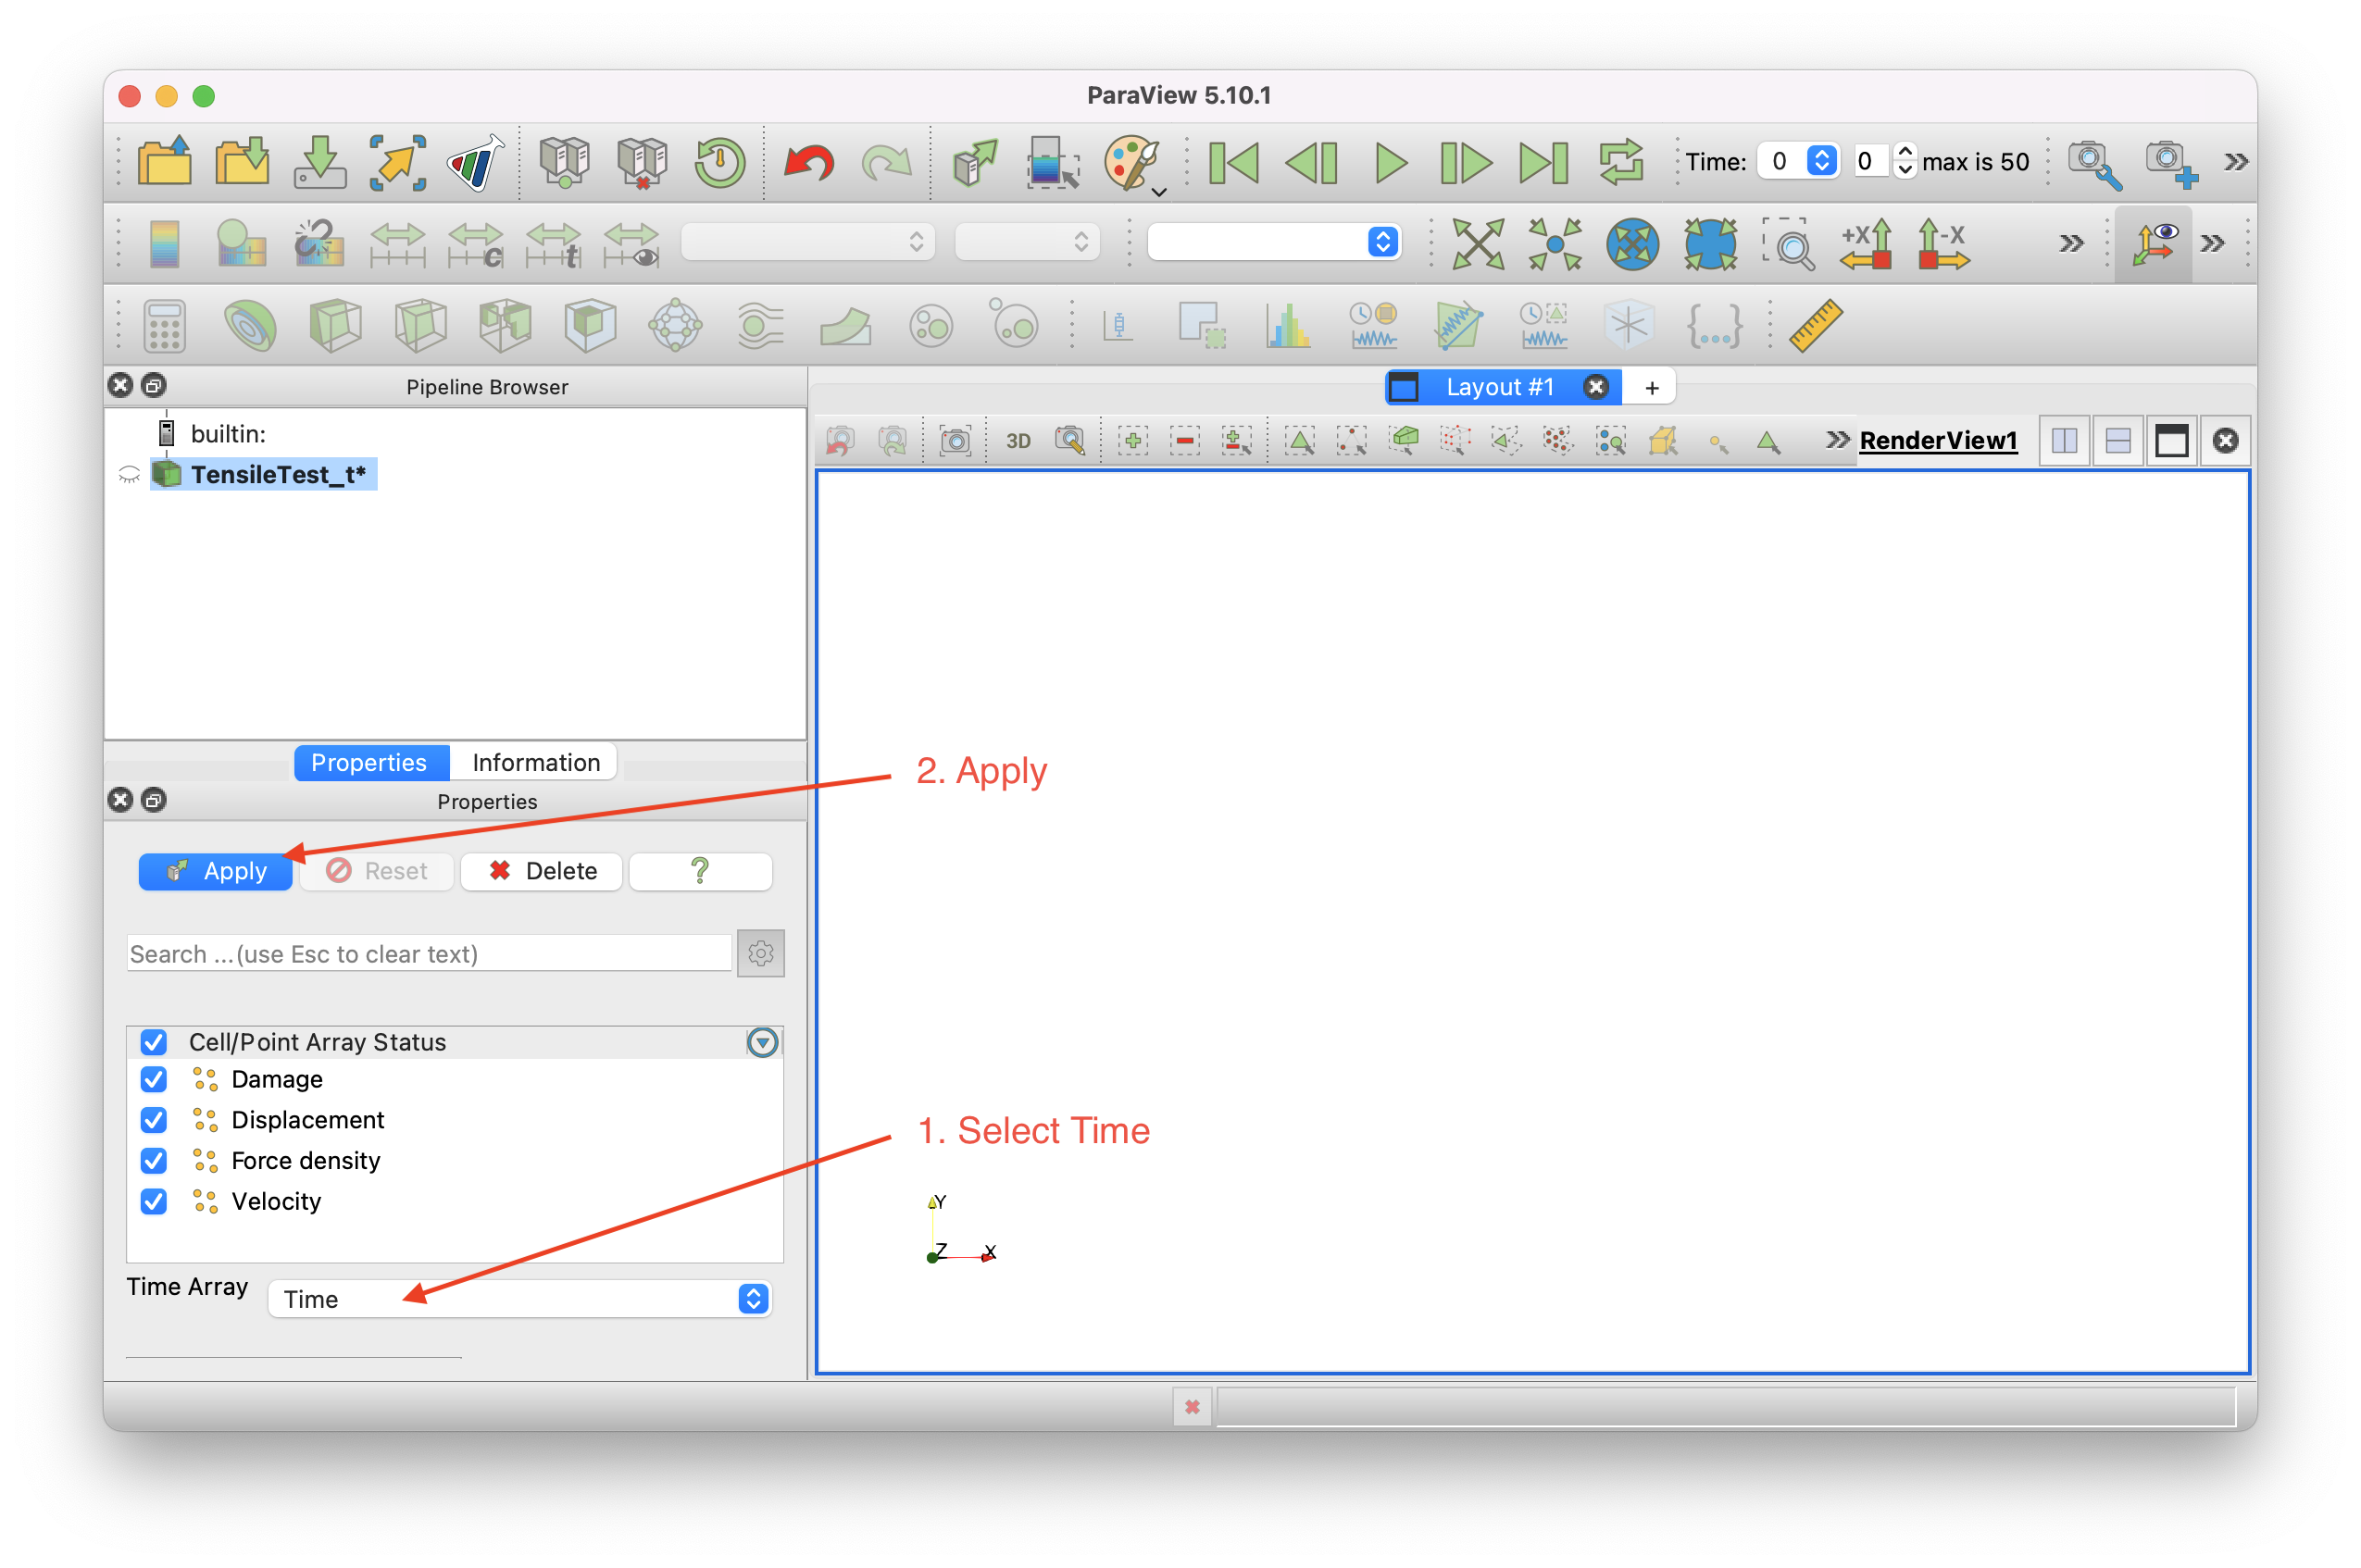 ParaView 5.10.1
Time: 0 0 max is 50
c t
+X -X
{...}
Pipeline Browser
Layout #1 +
builtin:
3D
RenderView1
TensileTest_t*
Properties Information
2. Apply
Properties
Apply Reset Delete ?
Search ...(use Esc to clear text)
Cell/Point Array Status
Damage
Displacement
1. Select Time
Force density
Velocity
Y
Z X
Time Array Time